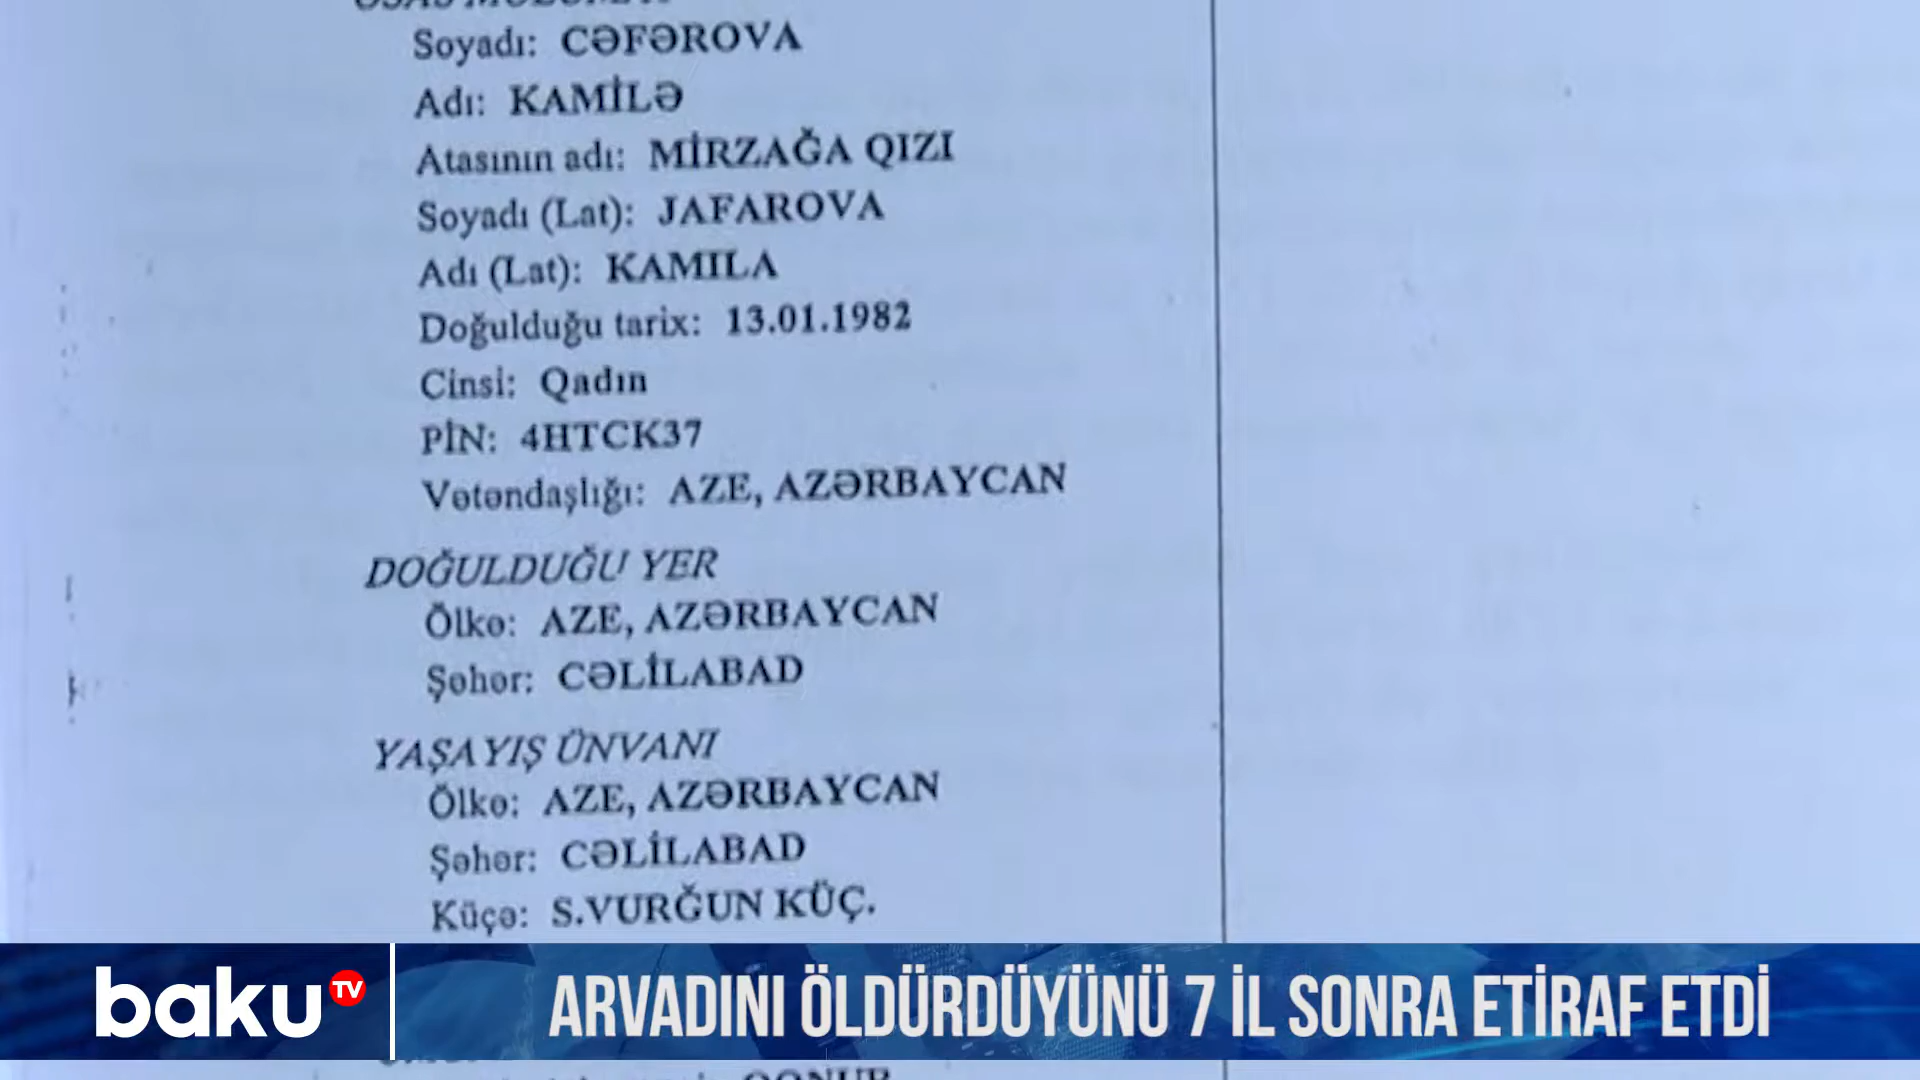 ƏSAS MƏLUMAT
Soyadı: CƏFƏROVA
Adı: KAMİLƏ
Atasının adı: MİRZAĞA QIZI
Soyadı (Lat): JAFAROVA
Adı (Lat): KAMILA
Doğulduğu tarix: 13.01.1982
Cinsi: Qadın
PİN: 4HTCK37
Vətəndaşlığı: AZE, AZƏRBAYCAN
DOĞULDUĞU YER
Ölkə: AZE, AZƏRBAYCAN
Şəhər: CƏLİLABAD
YAŞAYIŞ ÜNVANI
Ölkə: AZE, AZƏRBAYCAN
Şəhər: CƏLİLABAD
Küçə: S.VURĞUN KÜÇ.
baku TV
ARVADINI ÖLDÜRDÜYÜNÜ 7 İL SONRA ETİRAF ETDİ